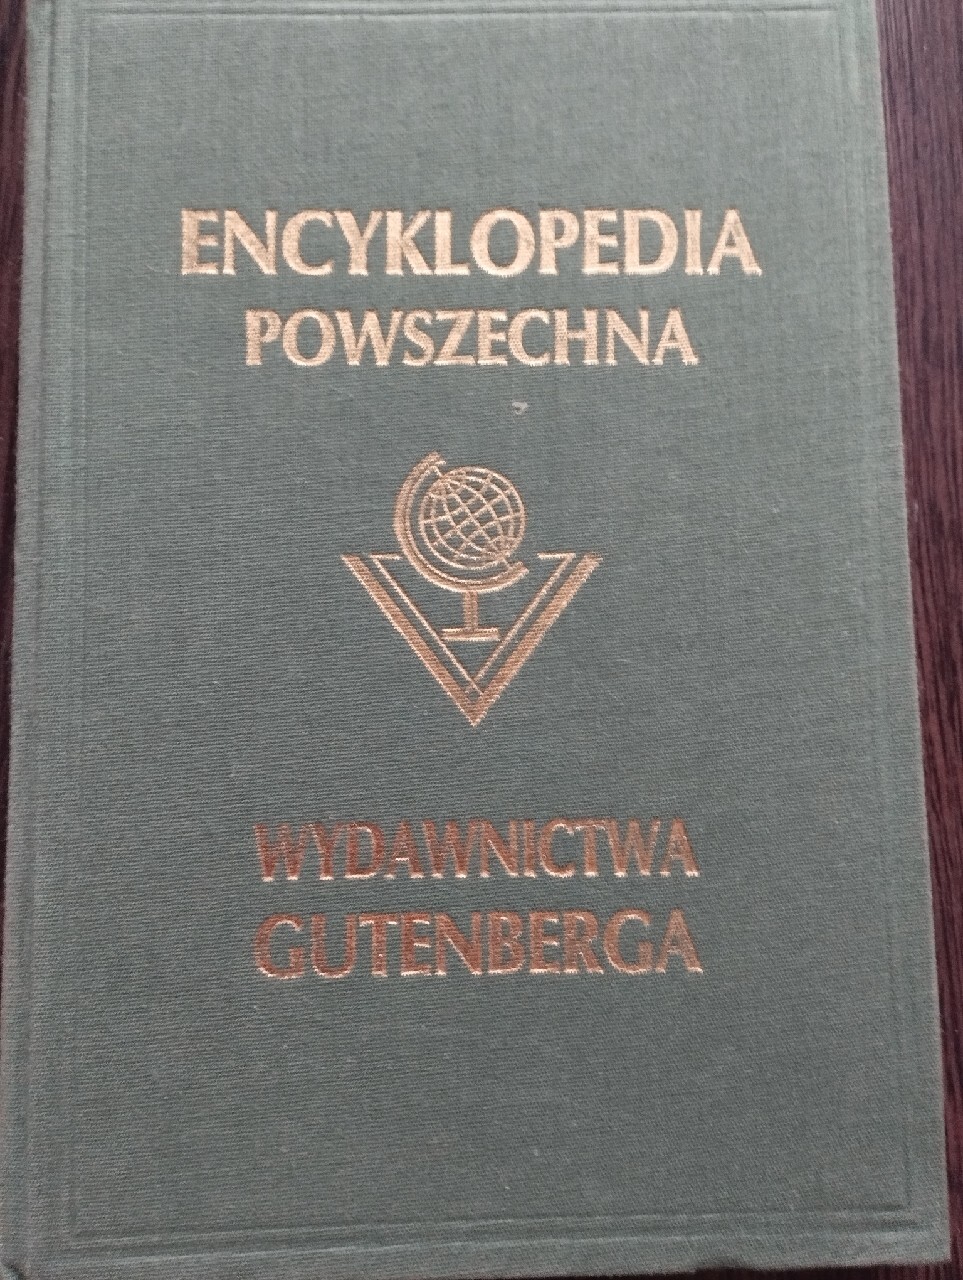 ENCYKLOPEDIA
POWSZECHNA
WYDAWNICTWA
GUTENBERGA